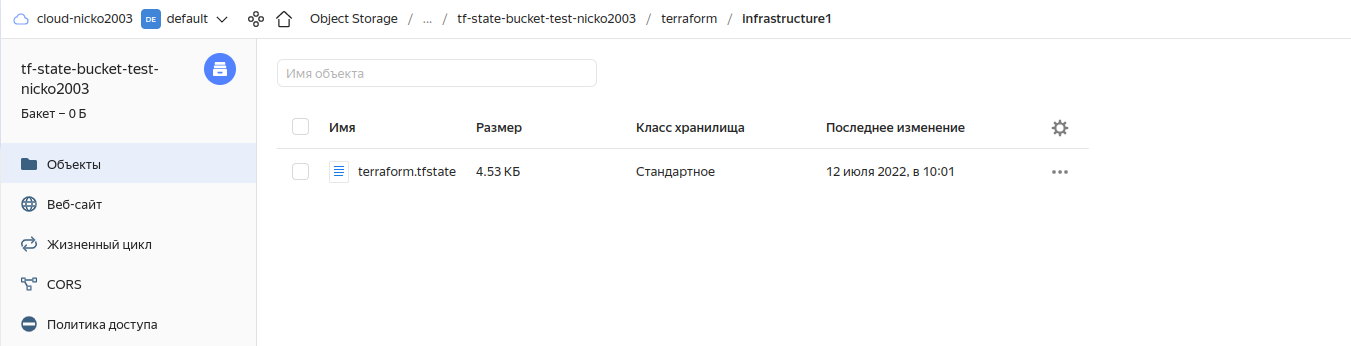 cloud-nicko2003 DE default Object Storage / ... / tf-state-bucket-test-nicko2003 / terraform / infrastructure1
tf-state-bucket-test-
nicko2003
Бакет – 0 Б
Объекты
Веб-сайт
Жизненный цикл
CORS
Политика доступа
Имя объекта
Имя Размер Класс хранилища Последнее изменение
terraform.tfstate 4.53 КБ Стандартное 12 июля 2022, в 10:01